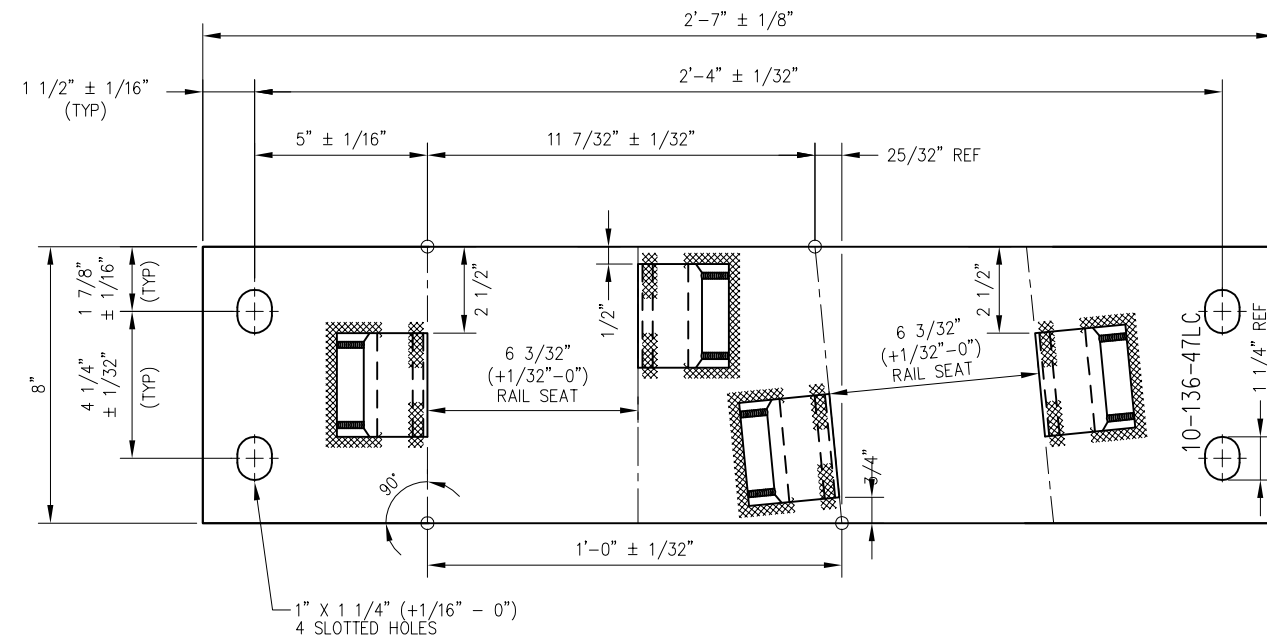 2'-7" ± 1/8"
1 1/2" ± 1/16"
(TYP)
2'-4" ± 1/32"
5" ± 1/16"
11 7/32" ± 1/32"
25/32" REF
8"
1 7/8"
± 1/16"
(TYP)
4 1/4"
± 1/32"
(TYP)
2 1/2"
1/2"
2 1/2"
6 3/32"
(+1/32"-0")
RAIL SEAT
6 3/32"
(+1/32"-0")
RAIL SEAT
10-136-47LC
1 1/4" REF
3/4"
90°
1'-0" ± 1/32"
1" X 1 1/4" (+1/16" - 0")
4 SLOTTED HOLES